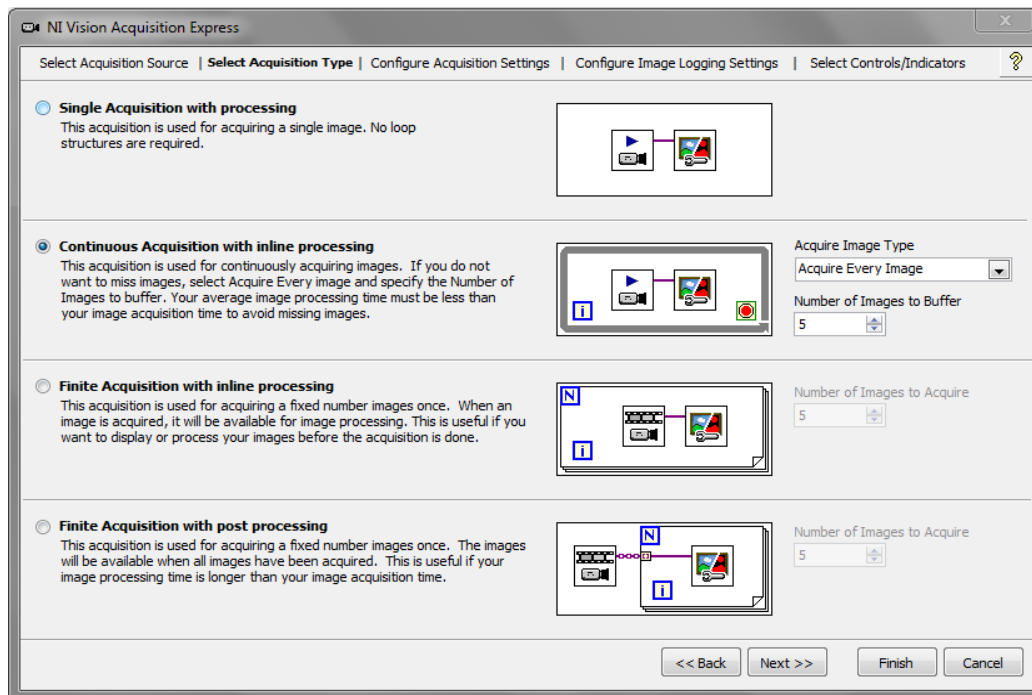 NI Vision Acquisition Express
Select Acquisition Source | Select Acquisition Type | Configure Acquisition Settings | Configure Image Logging Settings | Select Controls/Indicators
Single Acquisition with processing
This acquisition is used for acquiring a single image. No loop
structures are required.
Continuous Acquisition with inline processing
This acquisition is used for continuously acquiring images. If you do not
want to miss images, select Acquire Every image and specify the Number of
Images to buffer. Your average image processing time must be less than
your image acquisition time to avoid missing images.
i
Acquire Image Type
Acquire Every Image
Number of Images to Buffer
5
Finite Acquisition with inline processing
This acquisition is used for acquiring a fixed number images once. When an
image is acquired, it will be available for image processing. This is useful if you
want to display or process your images before the acquisition is done.
N
i
Number of Images to Acquire
5
Finite Acquisition with post processing
This acquisition is used for acquiring a fixed number images once. The images
will be available when all images have been acquired. This is useful if your
image processing time is longer than your image acquisition time.
N
i
Number of Images to Acquire
5
<< Back
Next >>
Finish
Cancel